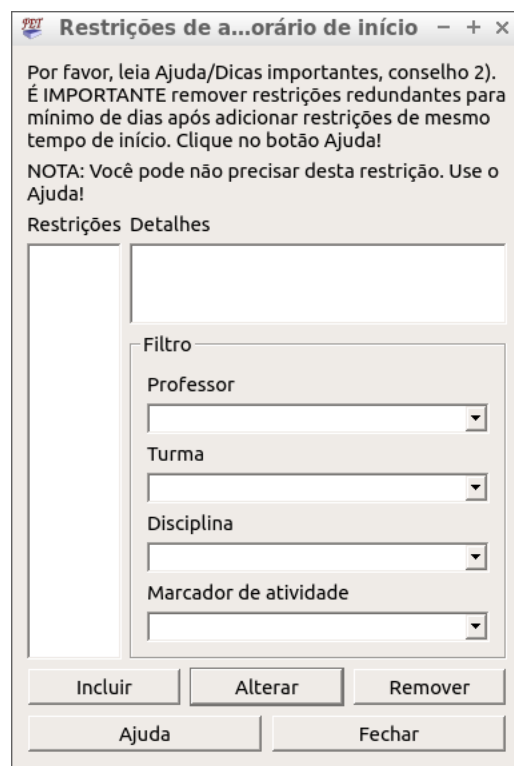 FET Restrições de a...orário de início
Por favor, leia Ajuda/Dicas importantes, conselho 2).
É IMPORTANTE remover restrições redundantes para
mínimo de dias após adicionar restrições de mesmo
tempo de início. Clique no botão Ajuda!
NOTA: Você pode não precisar desta restrição. Use o
Ajuda!
Restrições Detalhes
Filtro
Professor
Turma
Disciplina
Marcador de atividade
Incluir Alterar Remover
Ajuda Fechar